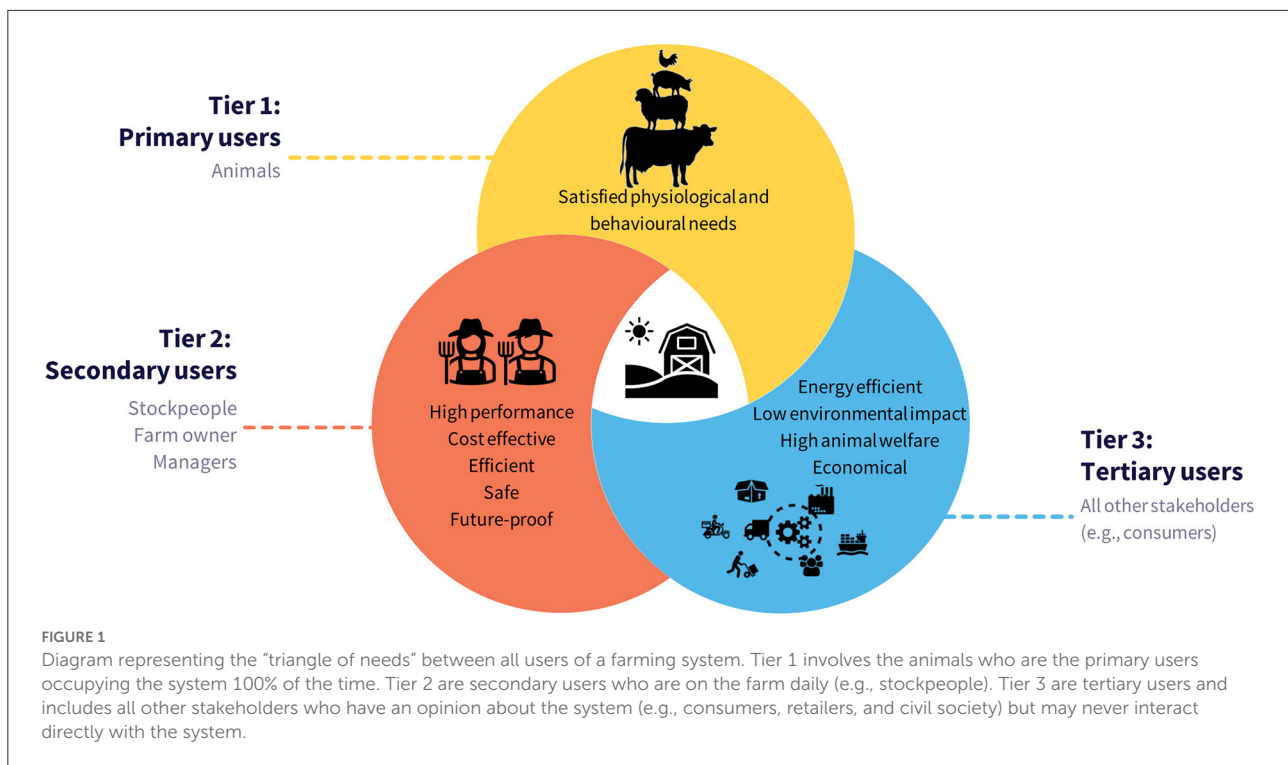 Tier 1:
Primary users
Animals
Satisfied physiological and
behavioural needs
Tier 2:
Secondary users
Stockpeople
Farm owner
Managers
High performance
Cost effective
Efficient
Safe
Future-proof
Energy efficient
Low environmental impact
High animal welfare
Economical
Tier 3:
Tertiary users
All other stakeholders
(e.g., consumers)
FIGURE 1
Diagram representing the “triangle of needs” between all users of a farming system. Tier 1 involves the animals who are the primary users
occupying the system 100% of the time. Tier 2 are secondary users who are on the farm daily (e.g., stockpeople). Tier 3 are tertiary users and
includes all other stakeholders who have an opinion about the system (e.g., consumers, retailers, and civil society) but may never interact
directly with the system.